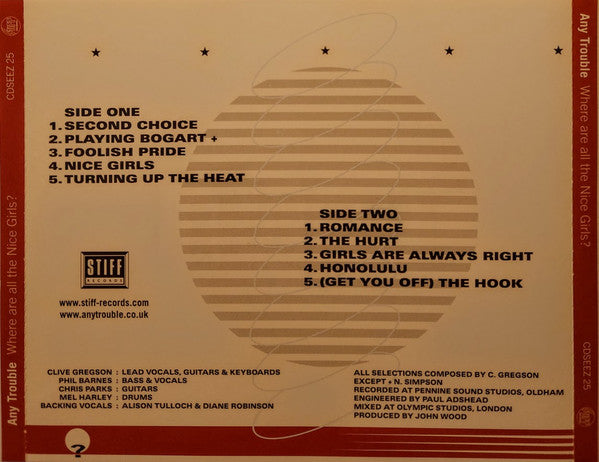 SIDE ONE
1. SECOND CHOICE
2. PLAYING BOGART +
3. FOOLISH PRIDE
4. NICE GIRLS
5. TURNING UP THE HEAT
SIDE TWO
1. ROMANCE
2. THE HURT
3. GIRLS ARE ALWAYS RIGHT
4. HONOLULU
5. (GET YOU OFF) THE HOOK
STIFF
RECORDS
www.stiff-records.com
www.anytrouble.co.uk
CLIVE GREGSON : LEAD VOCALS, GUITARS & KEYBOARDS
PHIL BARNES : BASS & VOCALS
CHRIS PARKS : GUITARS
MEL HARLEY : DRUMS
BACKING VOCALS : ALISON TULLOCH & DIANE ROBINSON
ALL SELECTIONS COMPOSED BY C. GREGSON
EXCEPT + N. SIMPSON
RECORDED AT PENNINE SOUND STUDIOS, OLDHAM
ENGINEERED BY PAUL ADSHEAD
MIXED AT OLYMPIC STUDIOS, LONDON
PRODUCED BY JOHN WOOD
?
Any Trouble Where are all the Nice Girls? CDSEEZ 25
Any Trouble Where are all the Nice Girls? CDSEEZ 25